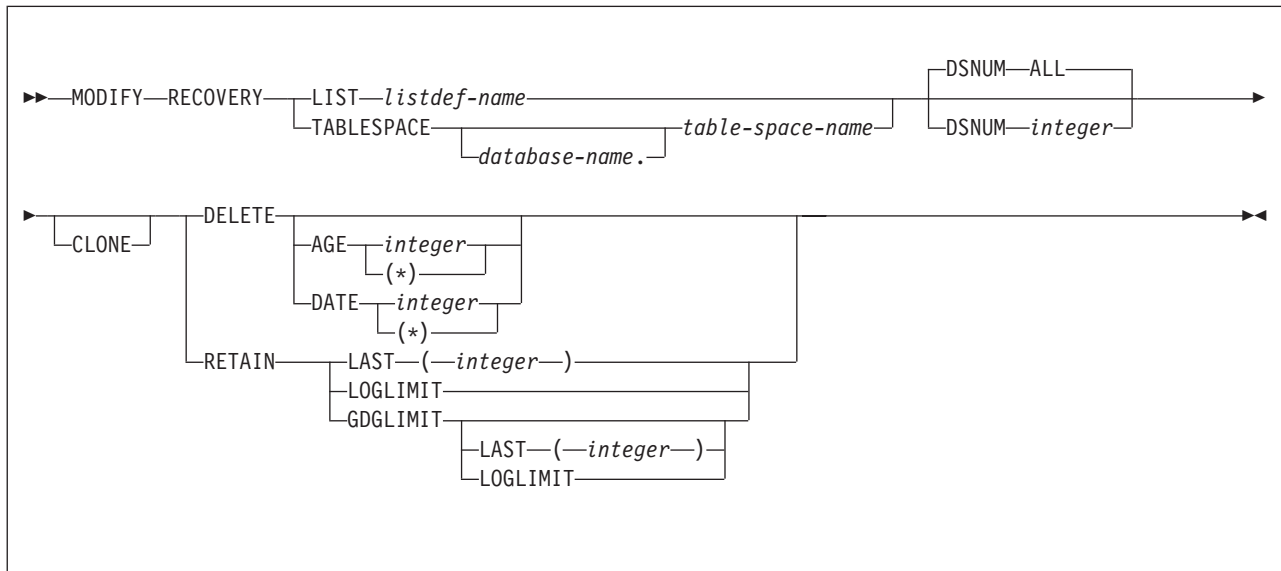 DSNUM ALL
MODIFY RECOVERY LIST listdef-name
DSNUM integer
TABLESPACE table-space-name
database-name.
DELETE
CLONE
AGE integer
(*)
DATE integer
(*)
RETAIN LAST ( integer )
LOGLIMIT
GDGLIMIT
LAST ( integer )
LOGLIMIT